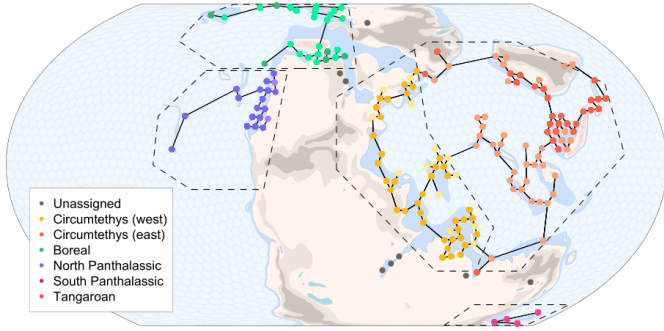 Unassigned
Circumtethys (west)
Circumtethys (east)
Boreal
North Panthalassic
South Panthalassic
Tangaroan